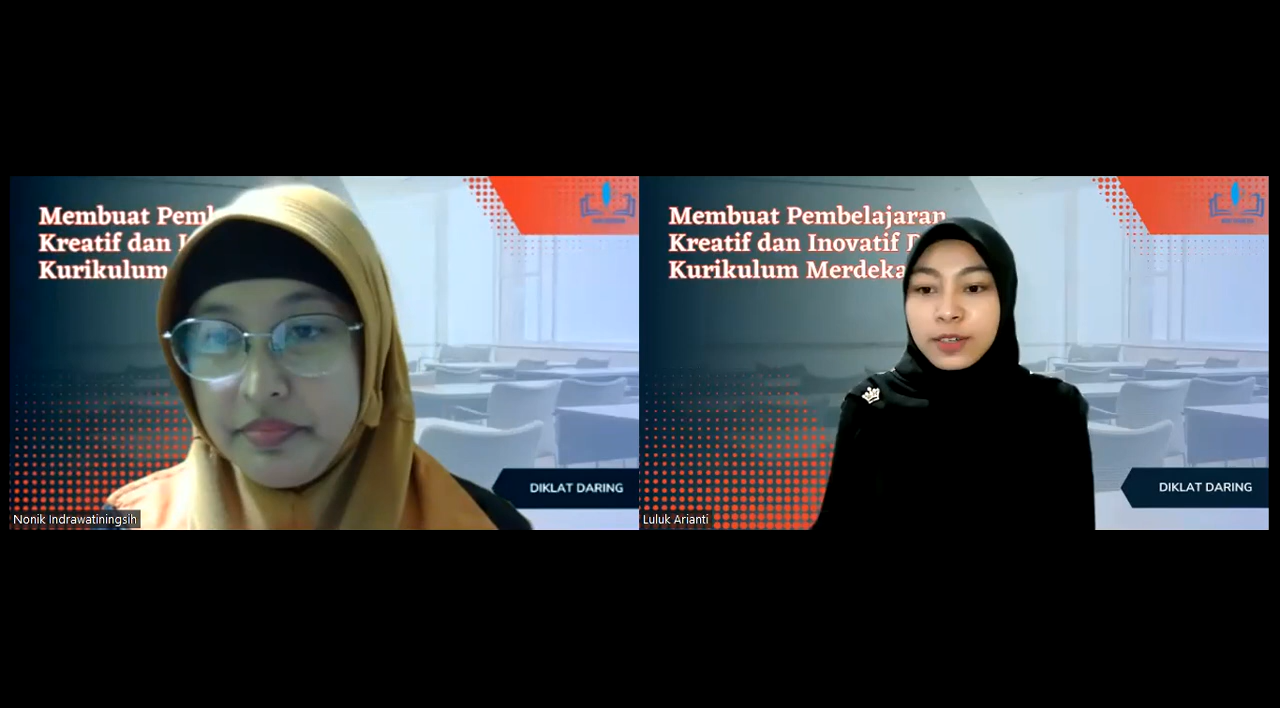 Membuat Pemb
Kreatif dan I
Kurikulum
DIKLAT DARING
Nonik Indrawatiningsih
Membuat Pembelajaran
Kreatif dan Inovatif
Kurikulum Merdeka
DIKLAT DARING
Luluk Arianti